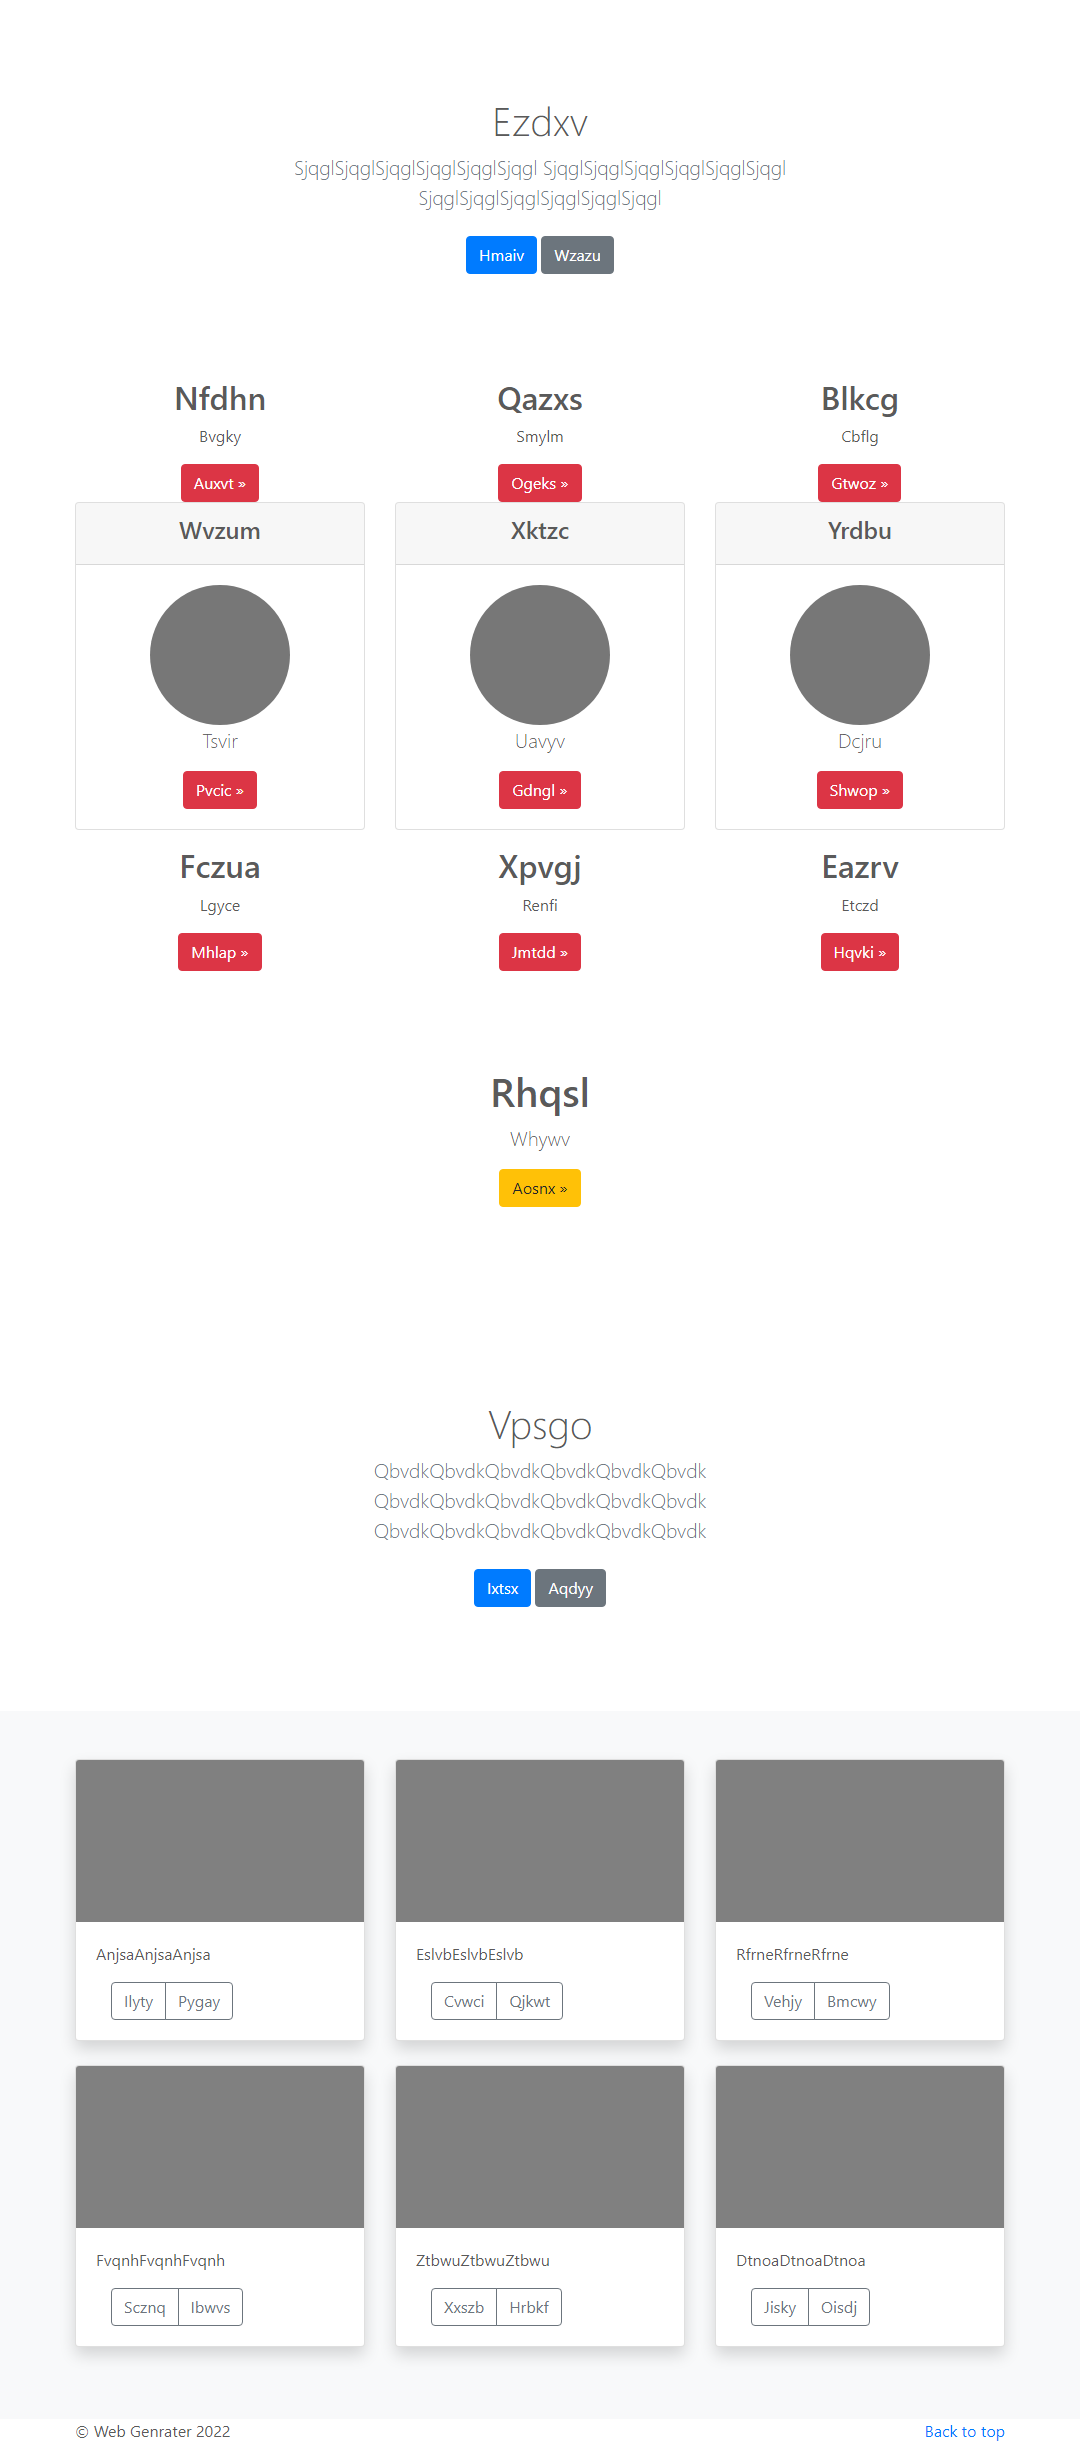 Ezdxv
SjqglSjqglSjqglSjqglSjqglSjqgl SjqglSjqglSjqglSjqglSjqglSjqgl
SjqglSjqglSjqglSjqglSjqglSjqgl
Hmaiv Wzazu
Nfdhn Qazxs Blkcg
Bvgky Smylm Cbflg
Auxvt » Ogeks » Gtwoz »
Wvzum Xktzc Yrdbu
Tsvir Uavyv Dcjru
Pvcic » Gdngl » Shwop »
Fczua Xpvgj Eazrv
Lgyce Renfi Etczd
Mhlap » Jmtdd » Hqvki »
Rhqsl
Whywv
Aosnx »
Vpsgo
QbvdkQbvdkQbvdkQbvdkQbvdkQbvdk
QbvdkQbvdkQbvdkQbvdkQbvdkQbvdk
QbvdkQbvdkQbvdkQbvdkQbvdkQbvdk
Ixtsx Aqdyy
AnjsaAnjsaAnjsa EslvbEslvbEslvb RfrneRfrneRfrne
Ilyty Pygay Cvwci Qjkwt Vehjy Bmcwy
FvqnhFvqnhFvqnh ZtbwuZtbwuZtbwu DtnoaDtnoaDtnoa
Scznq Ibwvs Xxszb Hrbkf Jisky Oisdj
© Web Genrater 2022 Back to top